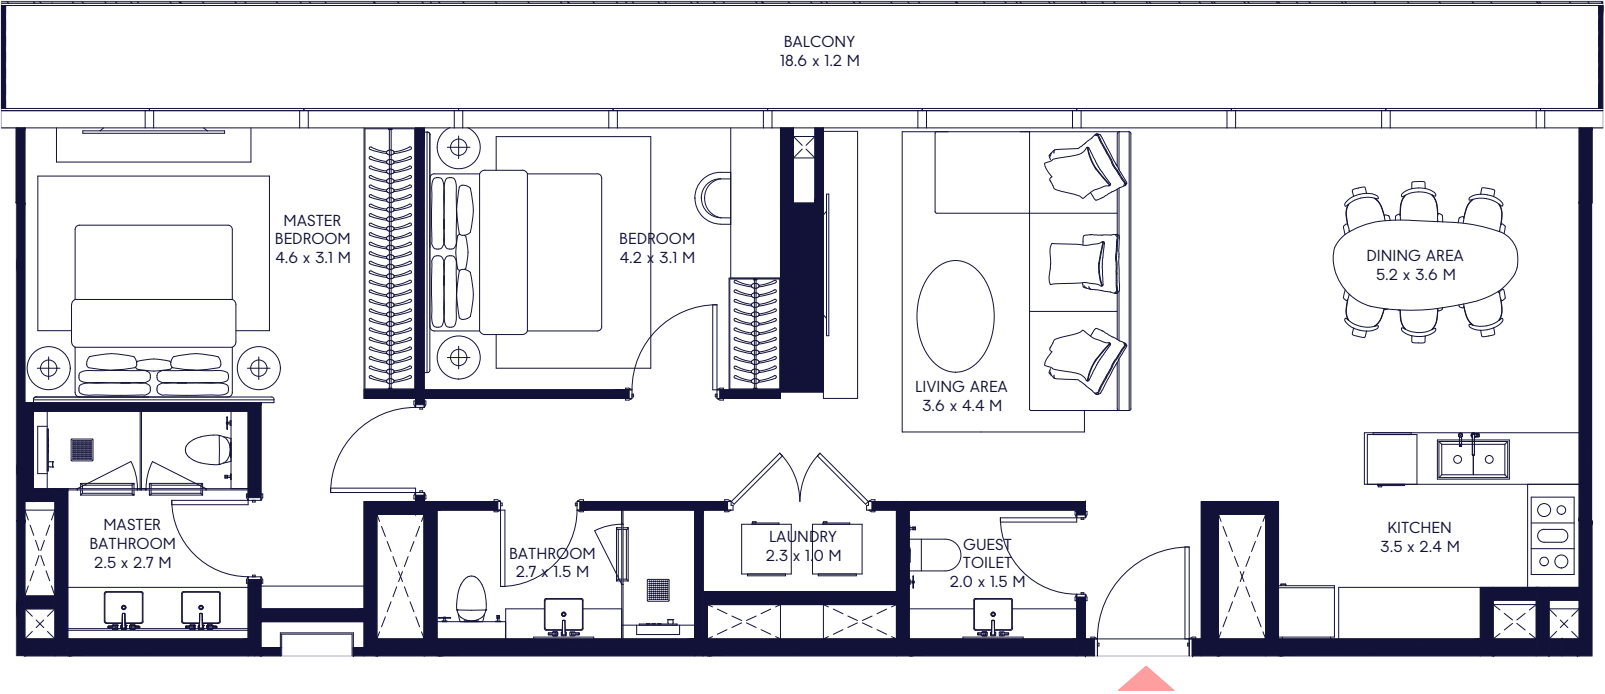 BALCONY
18.6 x 1.2 M
MASTER
BEDROOM
4.6 x 3.1 M
BEDROOM
4.2 x 3.1 M
DINING AREA
5.2 x 3.6 M
LIVING AREA
3.6 x 4.4 M
MASTER
BATHROOM
2.5 x 2.7 M
BATHROOM
2.7 x 1.5 M
LAUNDRY
2.3 x 1.0 M
GUEST
TOILET
2.0 x 1.5 M
KITCHEN
3.5 x 2.4 M